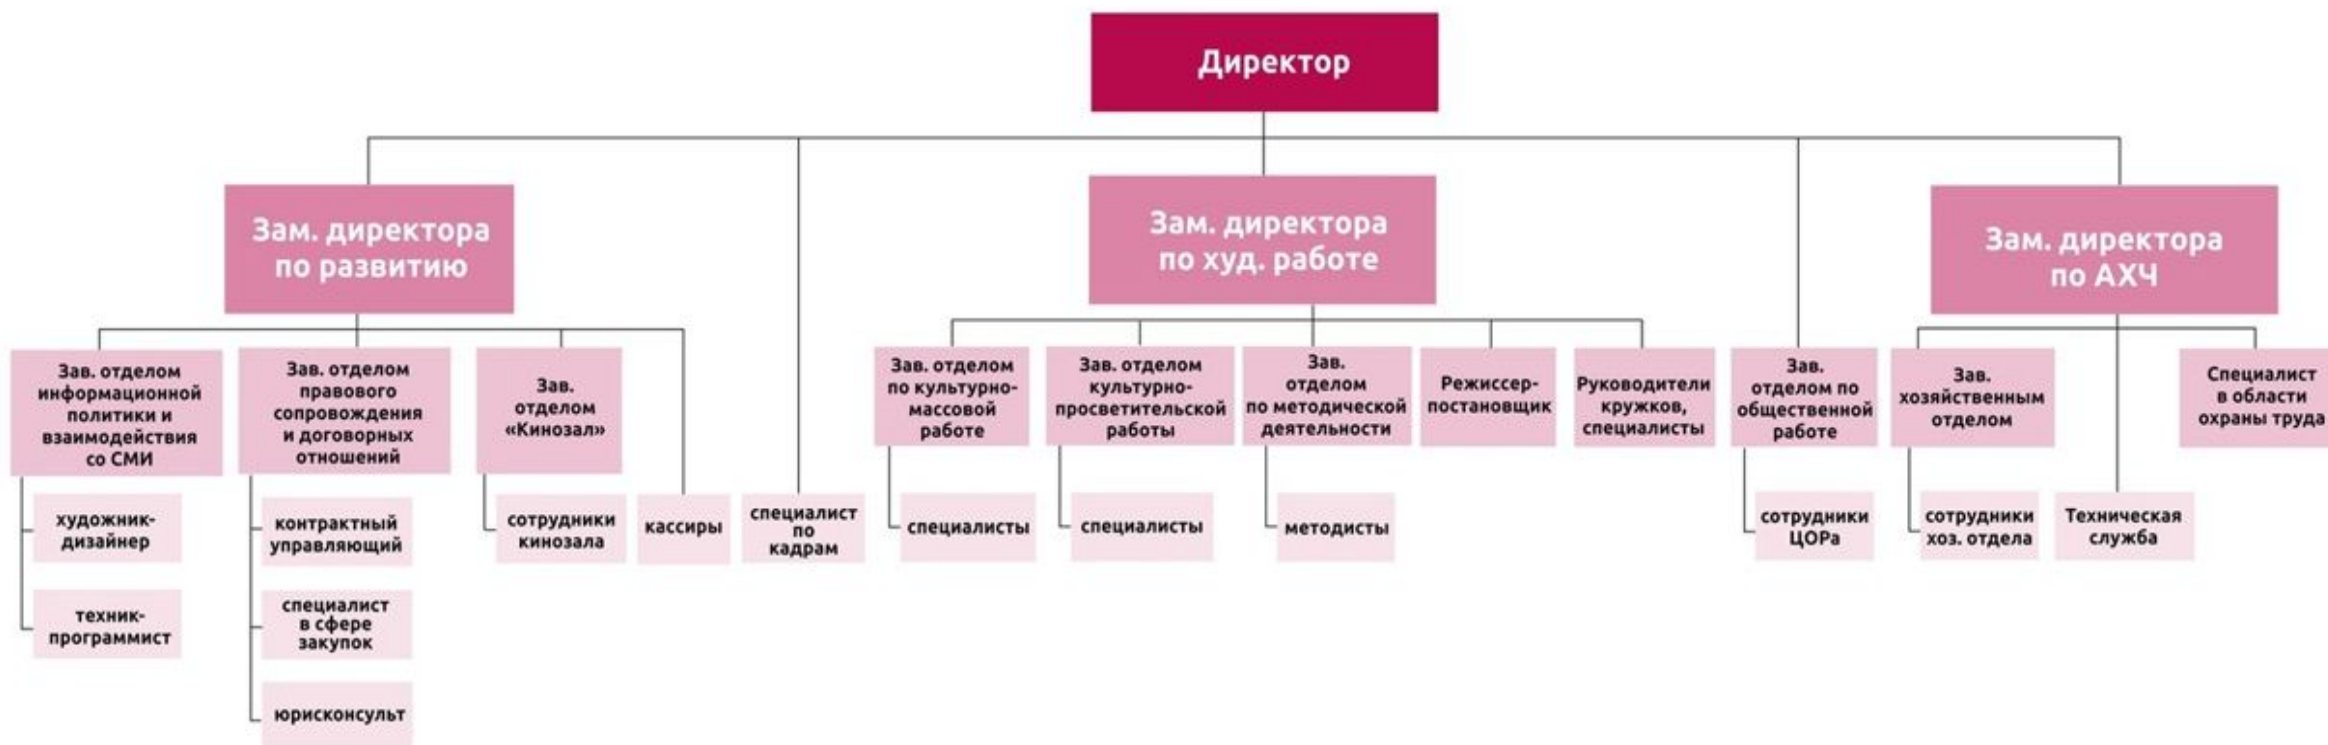 Директор
Зам. директора
по развитию
Зам. директора
по худ. работе
Зам. директора
по АХЧ
Зав. отделом
информационной
политики и
взаимодействия
со СМИ
Зав. отделом
правового
сопровождения
и договорных
отношений
Зав.
отделом
«Кинозал»
Зав. отделом
по культурно-
массовой
работе
Зав. отделом
культурно-
просветительской
работы
Зав.
отделом
по методической
деятельности
Режиссер-
постановщик
Руководители
кружков,
специалисты
Зав.
отделом по
общественной
работе
Зав.
хозяйственным
отделом
Специалист
в области
охраны труда
художник-
дизайнер
контрактный
управляющий
сотрудники
кинозала
кассиры
специалист
по
кадрам
специалисты
специалисты
методисты
сотрудники
ЦОРа
сотрудники
хоз. отдела
Техническая
служба
техник-
программист
специалист
в сфере
закупок
юрисконсульт